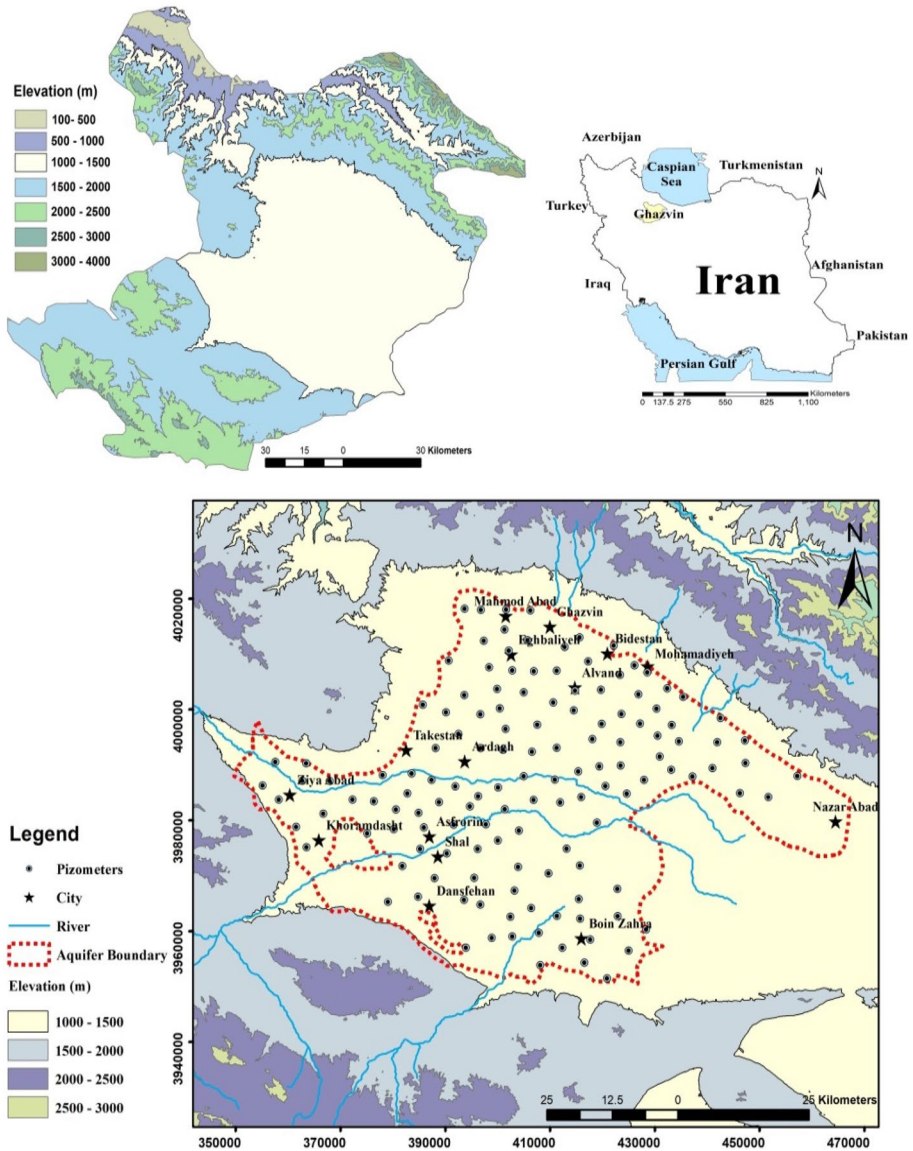 Elevation (m)
100- 500
500 - 1000
1000 - 1500
1500 - 2000
2000 - 2500
2500 - 3000
3000 - 4000
30 15 0 30 Kilometers
Azerbijan
Caspian
Sea
Turkmenistan
N
Turkey
Ghazvin
Iraq
Iran
Afghanistan
Pakistan
Persian Gulf
Kilometers
0 137.5 275 550 825 1,100
N
4020000
4000000
3980000
3960000
3940000
Mahmod Abad
Ghazvin
Eghbaliyeh
Bidestan
Mohamadiyeh
Alvand
Takestan
Ardagh
Ziya Abad
Nazar Abad
Khoramdasht
Asfrorin
Shal
Dansfehan
Boin Zahra
25 12.5 0 25 Kilometers
350000 370000 390000 410000 430000 450000 470000
Legend
Pizometers
City
River
Aquifer Boundary
Elevation (m)
1000 - 1500
1500 - 2000
2000 - 2500
2500 - 3000